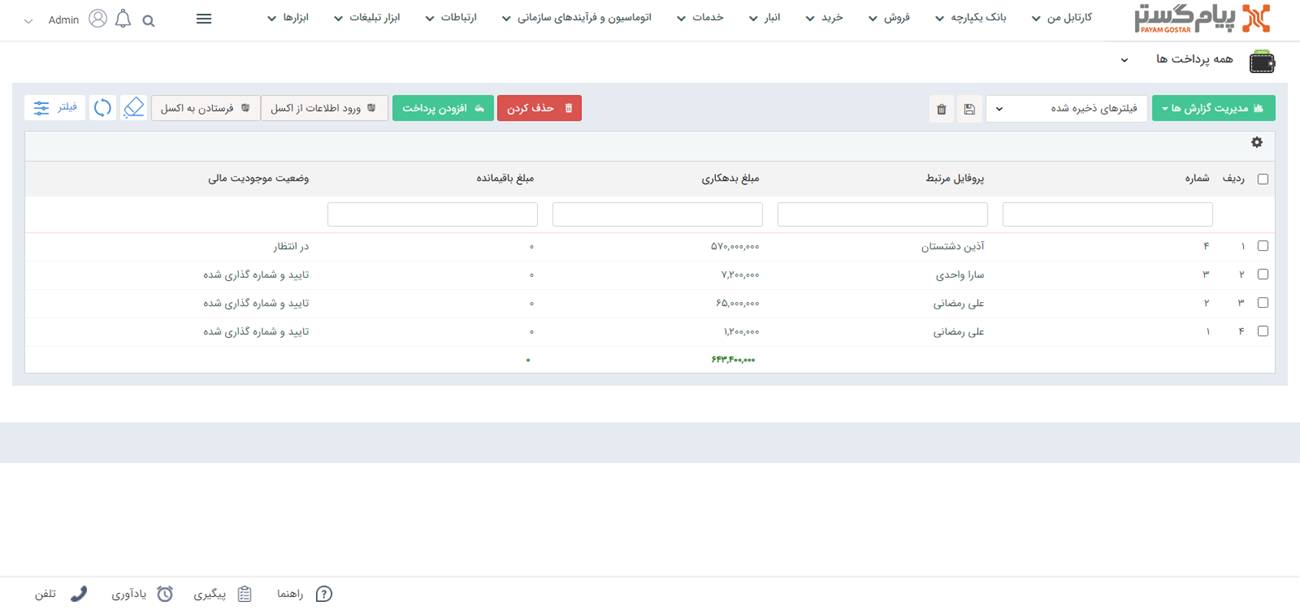 پیام گستر
PAYAM GOSTAR
کارتابل من بانک یکپارچه فروش خرید انبار خدمات اتوماسیون و فرآیندهای سازمانی ارتباطات ابزار تبلیغات ابزارها
Admin
همه پرداخت ها
مدیریت گزارش ها فیلترهای ذخیره شده حذف کردن افزودن پرداخت ورود اطلاعات از اکسل فرستادن به اکسل فیلتر
ردیف شماره پروفایل مرتبط مبلغ بدهکاری مبلغ باقیمانده وضعیت موجودیت مالی
۱ ۴ آذین دشتستان ۵۷۰,۰۰۰,۰۰۰ ۰ در انتظار
۲ ۳ سارا واحدی ۷,۲۰۰,۰۰۰ ۰ تایید و شماره گذاری شده
۳ ۲ علی رمضانی ۶۵,۰۰۰,۰۰۰ ۰ تایید و شماره گذاری شده
۴ ۱ علی رمضانی ۱,۲۰۰,۰۰۰ ۰ تایید و شماره گذاری شده
۶۴۳,۴۰۰,۰۰۰ ۰
راهنما پیگیری یادآوری تلفن